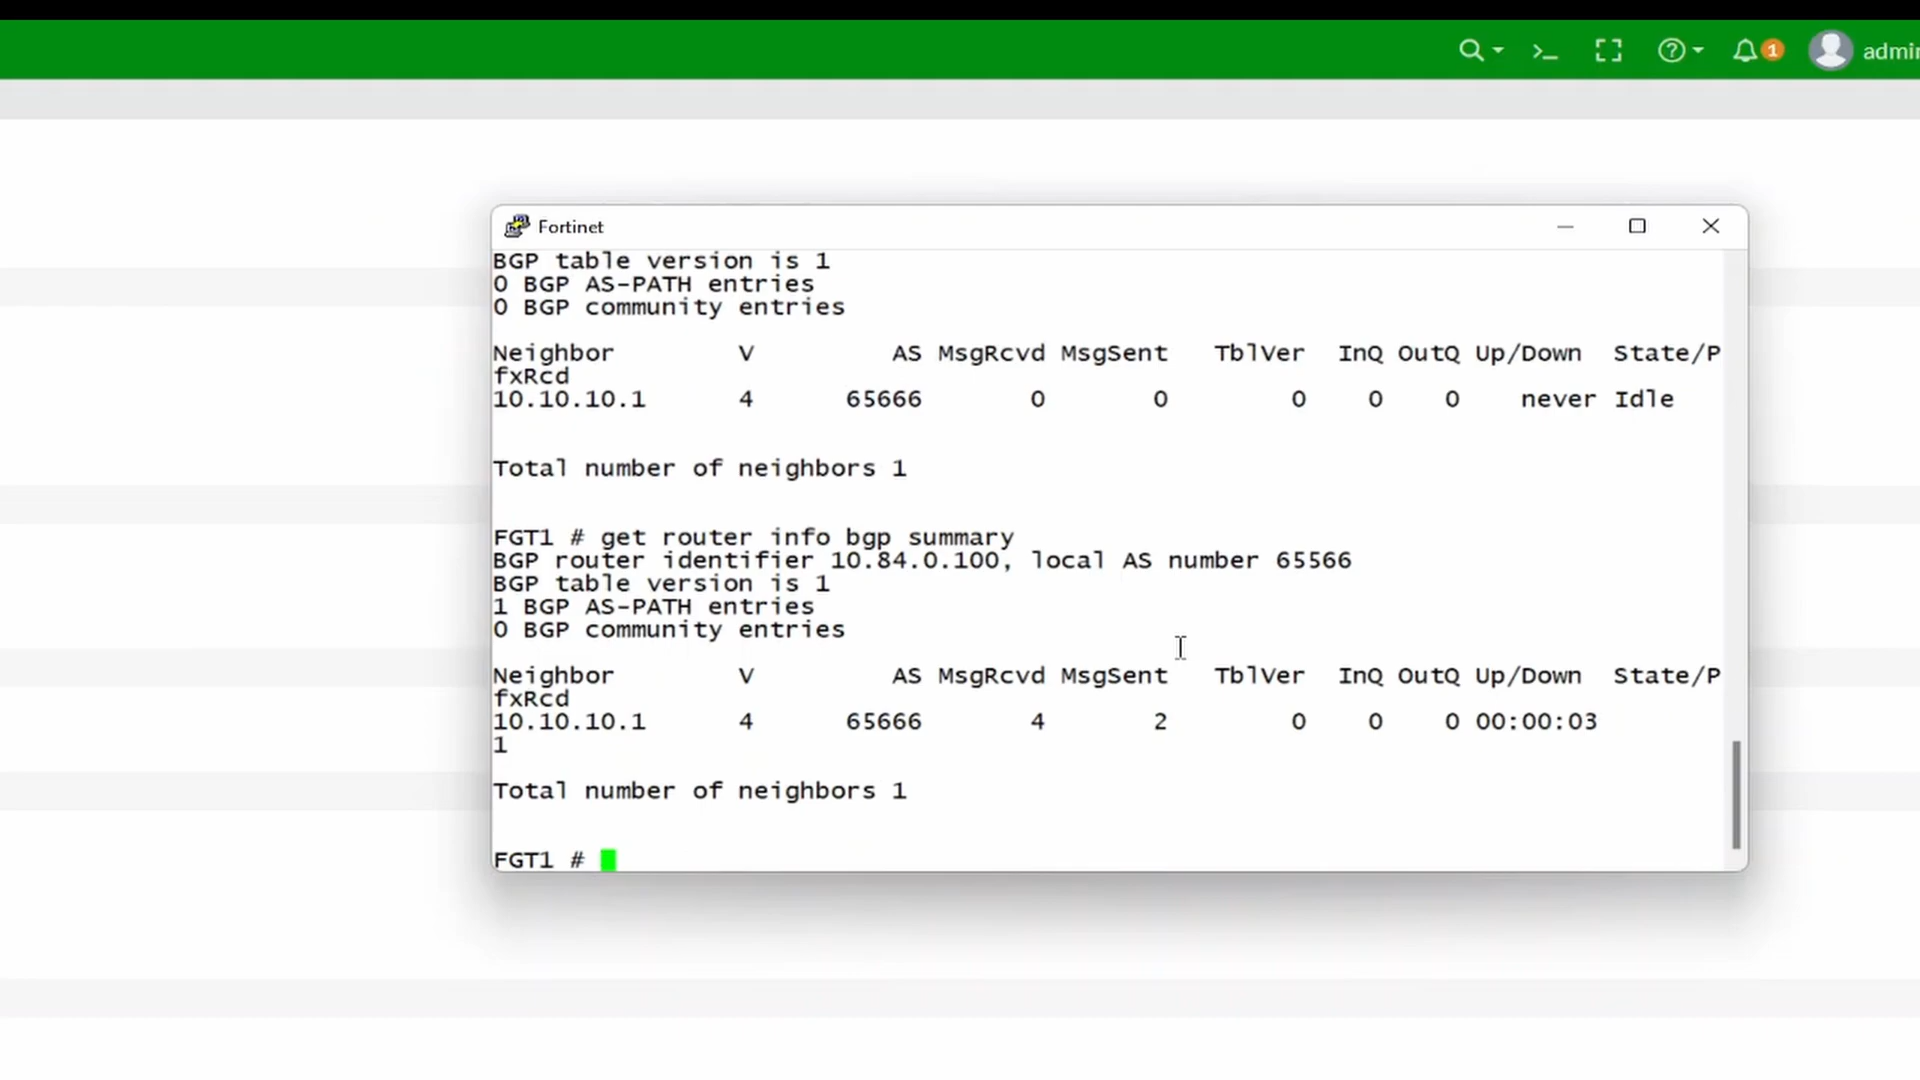 1
admin
Fortinet
BGP table version is 1
0 BGP AS-PATH entries
0 BGP community entries
Neighbor V AS MsgRcvd MsgSent TblVer InQ OutQ Up/Down State/P
fxRcd
10.10.10.1 4 65666 0 0 0 0 0 never Idle
Total number of neighbors 1
FGT1 # get router info bgp summary
BGP router identifier 10.84.0.100, local AS number 65566
BGP table version is 1
1 BGP AS-PATH entries
0 BGP community entries
Neighbor V AS MsgRcvd MsgSent TblVer InQ OutQ Up/Down State/P
fxRcd
10.10.10.1 4 65666 4 2 0 0 0 00:00:03
1
Total number of neighbors 1
FGT1 #